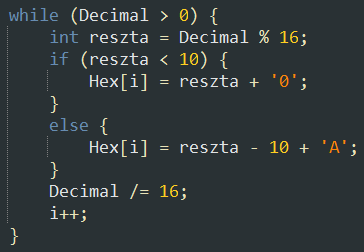 while (Decimal > 0) {
    int reszta = Decimal % 16;
    if (reszta < 10) {
        Hex[i] = reszta + '0';
    }
    else {
        Hex[i] = reszta - 10 + 'A';
    }
    Decimal /= 16;
    i++;
}